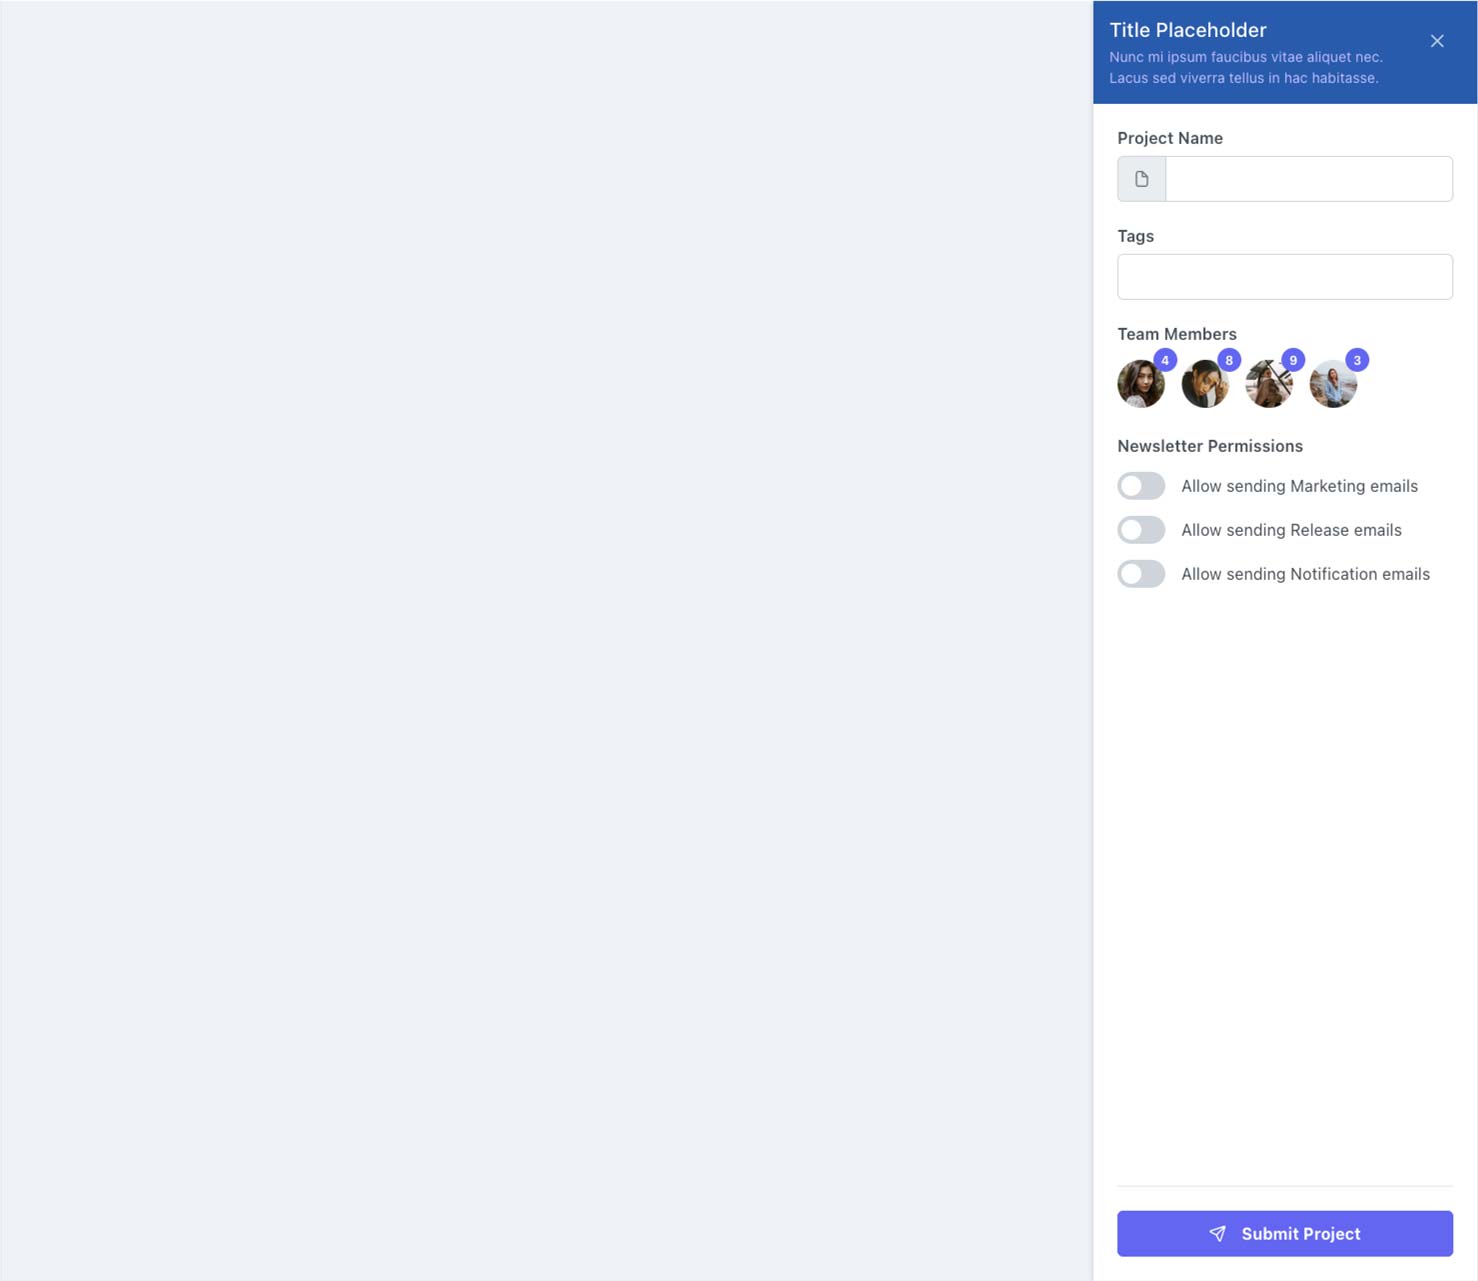 Title Placeholder
Nunc mi ipsum faucibus vitae aliquet nec.
Lacus sed viverra tellus in hac habitasse.
Project Name
Tags
Team Members
4 8 9 3
Newsletter Permissions
Allow sending Marketing emails
Allow sending Release emails
Allow sending Notification emails
Submit Project